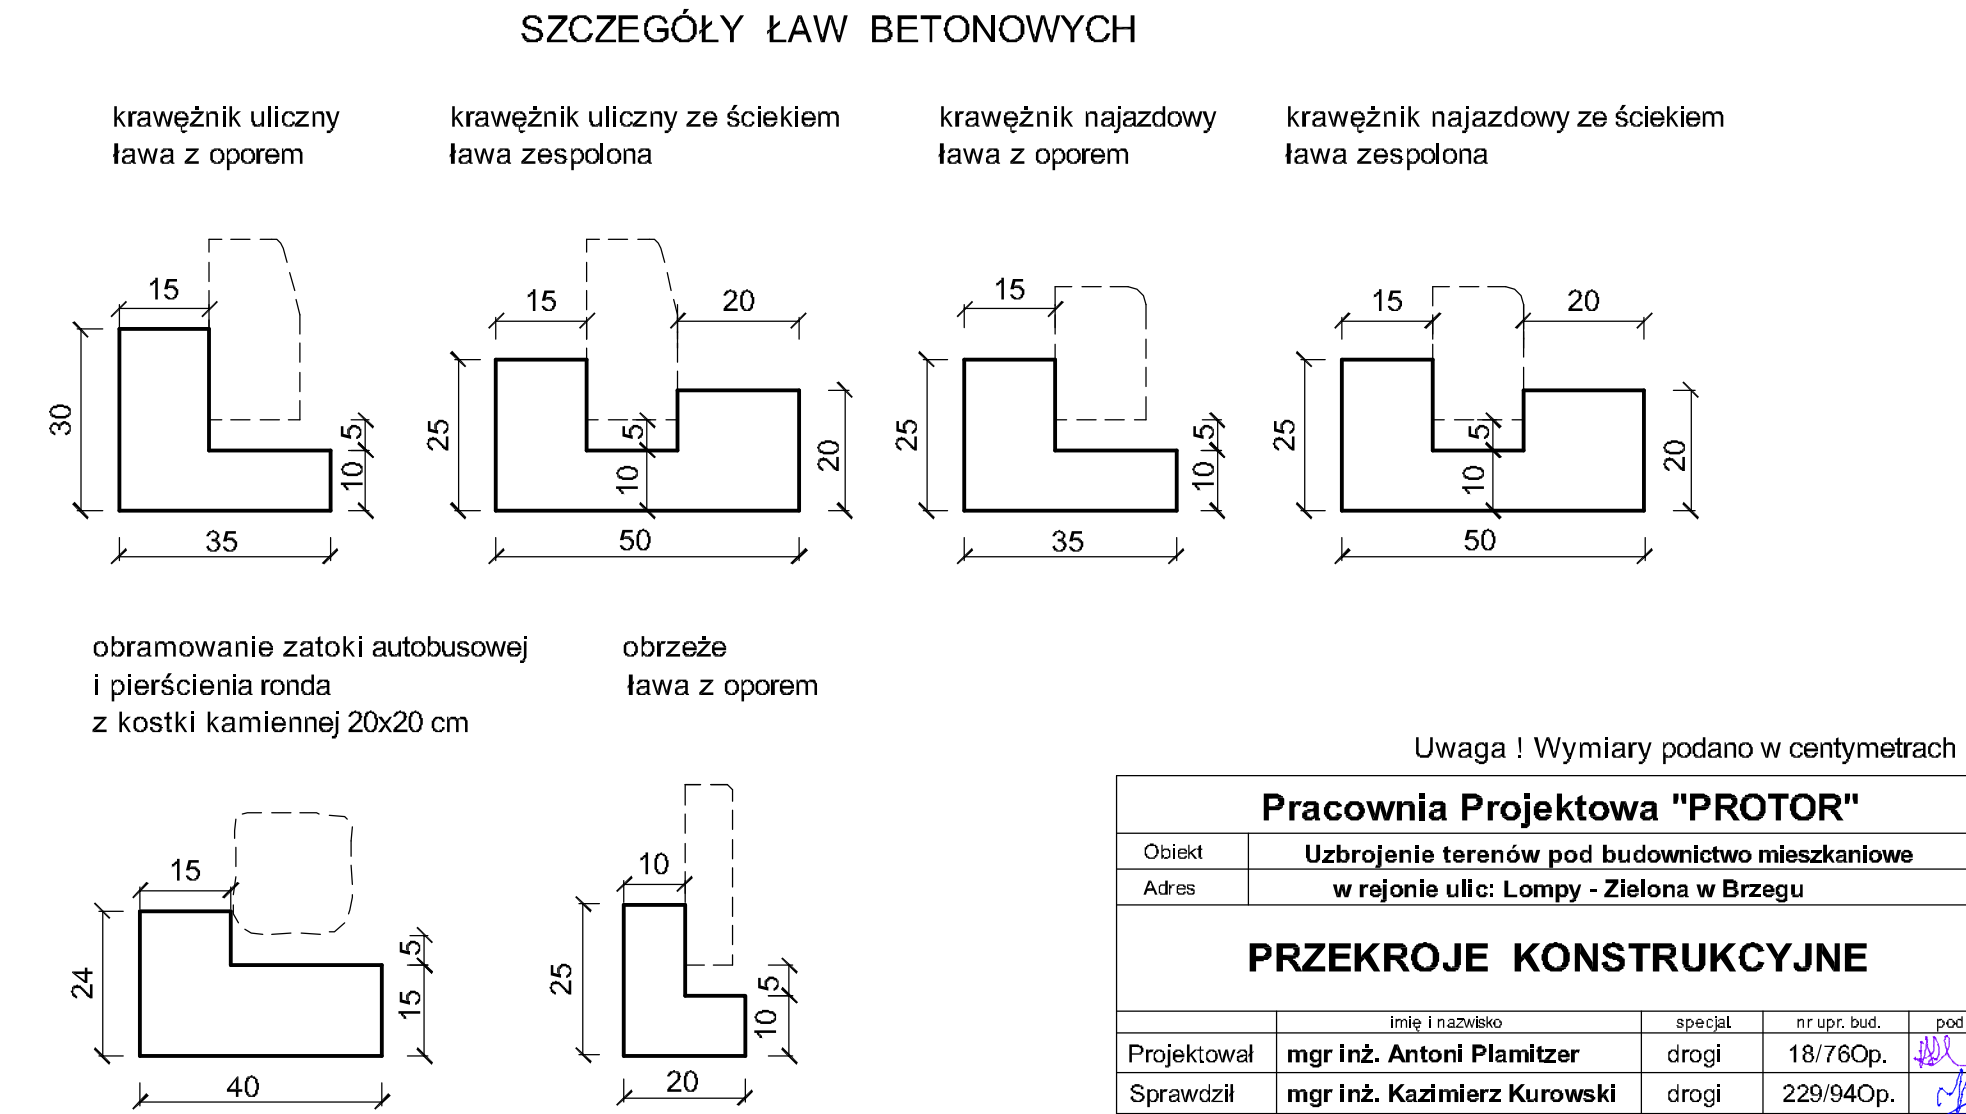 SZCZEGÓŁY ŁAW BETONOWYCH
krawężnik uliczny
ława z oporem
krawężnik uliczny ze ściekiem
ława zespolona
krawężnik najazdowy
ława z oporem
krawężnik najazdowy ze ściekiem
ława zespolona
15
30
5
10
35
15
20
25
5
10
20
50
15
25
5
10
35
15
20
25
5
10
20
50
obramowanie zatoki autobusowej
i pierścienia ronda
z kostki kamiennej 20x20 cm
obrzeże
ława z oporem
15
24
5
15
40
10
25
5
10
20
Uwaga ! Wymiary podano w centymetrach
Pracownia Projektowa "PROTOR"
Obiekt Uzbrojenie terenów pod budownictwo mieszkaniowe
Adres w rejonie ulic: Lompy - Zielona w Brzegu
PRZEKROJE KONSTRUKCYJNE
imię i nazwisko specjal. nr upr. bud. pod
Projektował mgr inż. Antoni Plamitzer drogi 18/76Op.
Sprawdził mgr inż. Kazimierz Kurowski drogi 229/94Op.